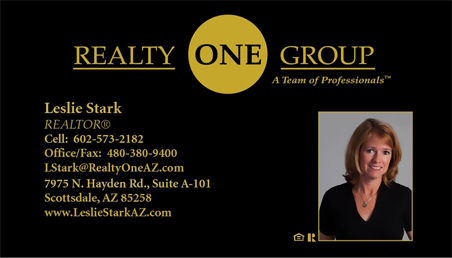 REALTY ONE GROUP
A Team of Professionals™
Leslie Stark
REALTOR®
Cell: 602-573-2182
Office/Fax: 480-380-9400
LStark@RealtyOneAZ.com
7975 N. Hayden Rd., Suite A-101
Scottsdale, AZ 85258
www.LeslieStarkAZ.com